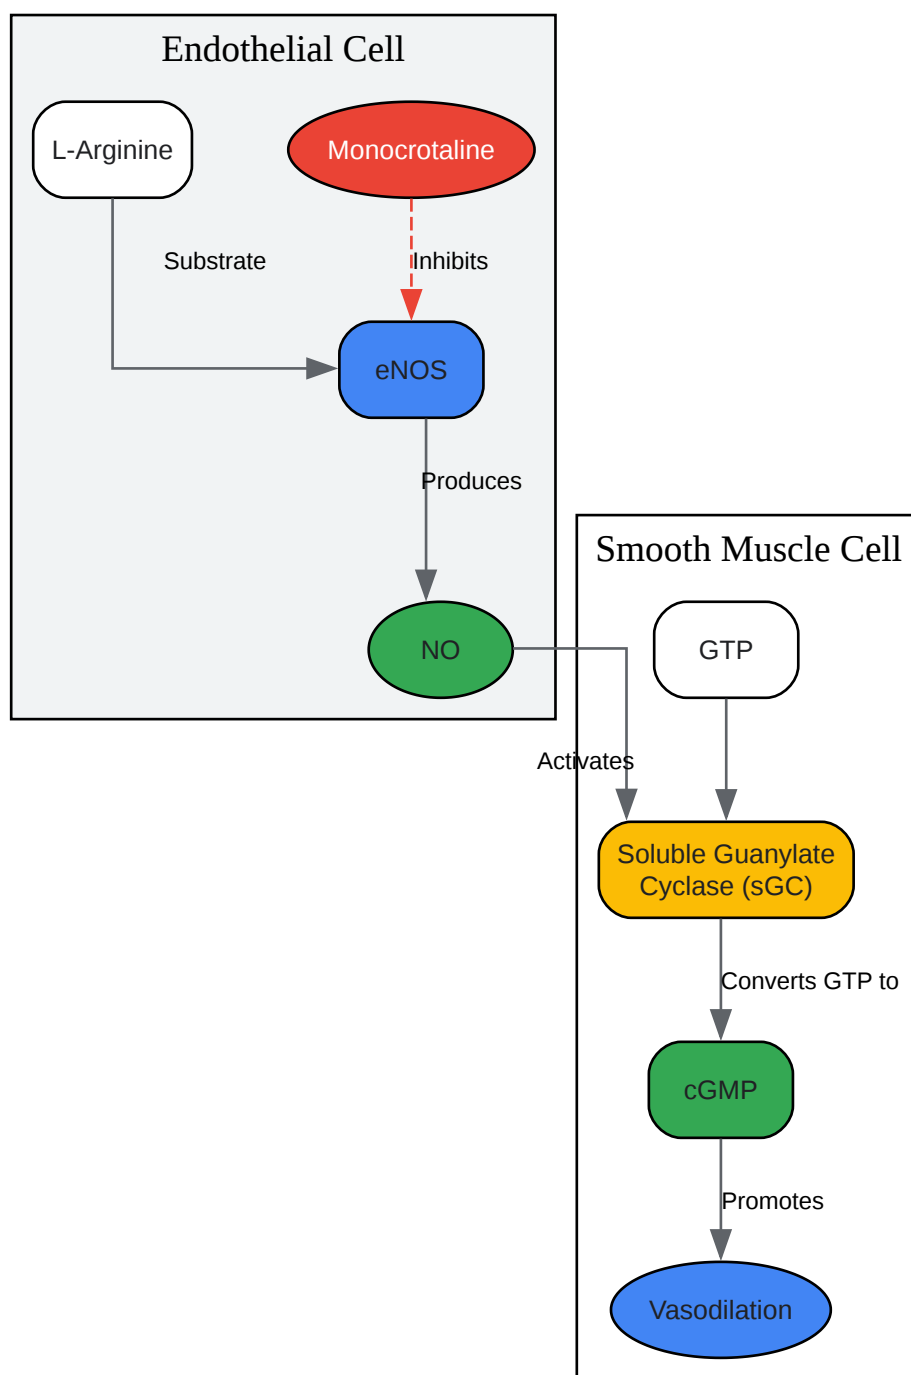 Endothelial Cell
L-Arginine
Monocrotaline
Substrate
Inhibits
eNOS
Produces
NO
Smooth Muscle Cell
GTP
Activates
Soluble Guanylate
Cyclase (sGC)
Converts GTP to
cGMP
Promotes
Vasodilation